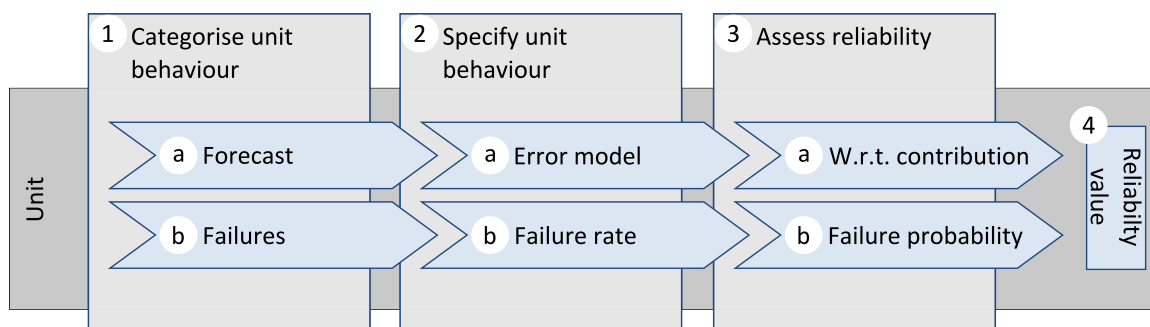 Unit
1 Categorise unit
behaviour
a Forecast
b Failures
2 Specify unit
behaviour
a Error model
b Failure rate
3 Assess reliability
a W.r.t. contribution
b Failure probability
4
Reliabilty
value